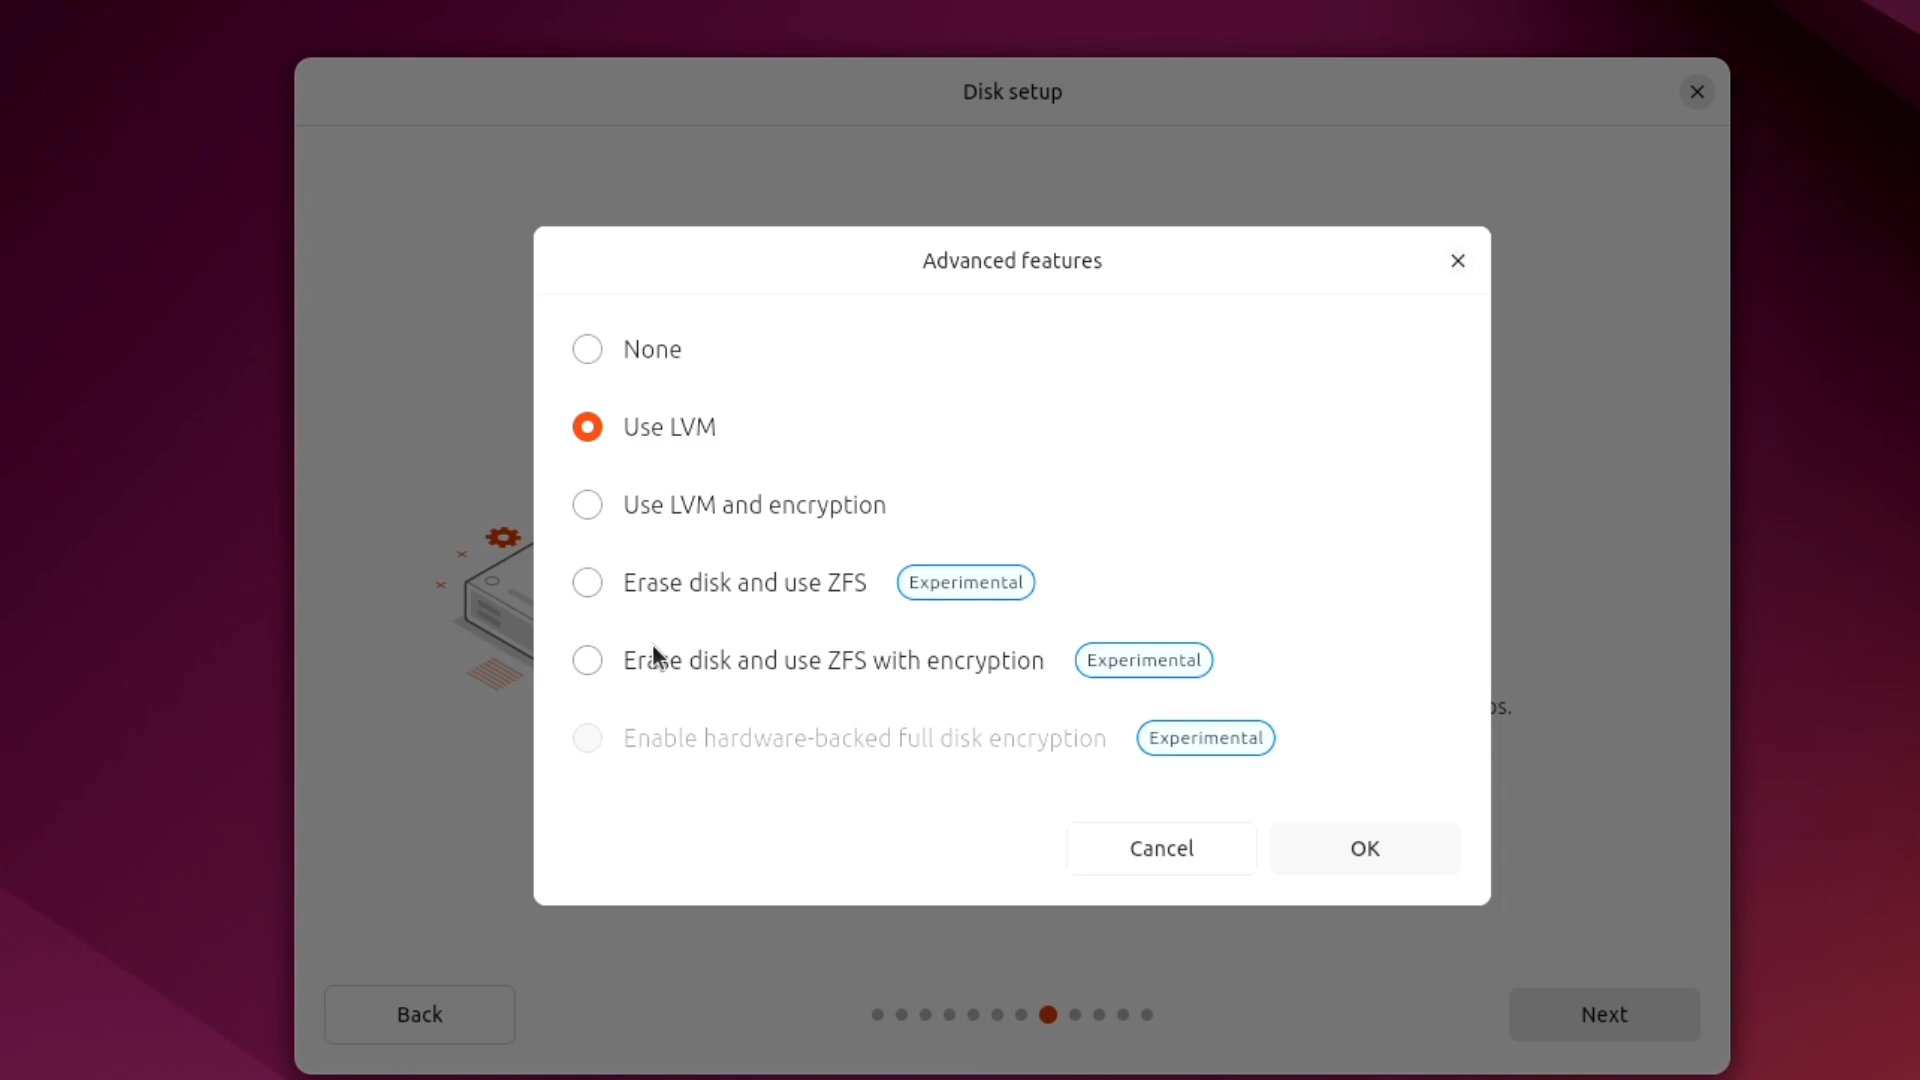 Disk setup
Advanced features
None
Use LVM
Use LVM and encryption
Erase disk and use ZFS Experimental
Erase disk and use ZFS with encryption Experimental
Enable hardware-backed full disk encryption Experimental
Cancel OK
Back Next